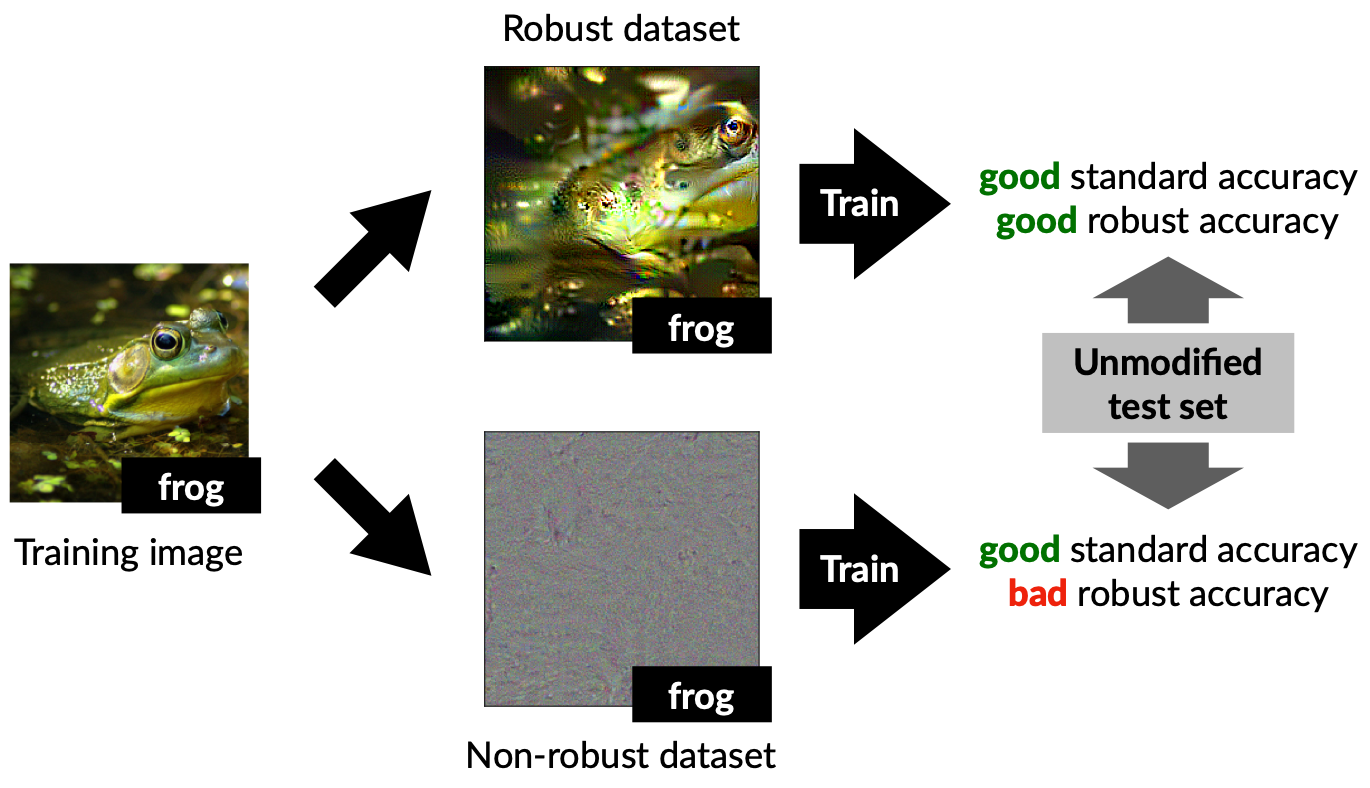 Robust dataset
frog
Train
good standard accuracy
good robust accuracy
frog
Training image
Unmodified
test set
frog
Non-robust dataset
Train
good standard accuracy
bad robust accuracy